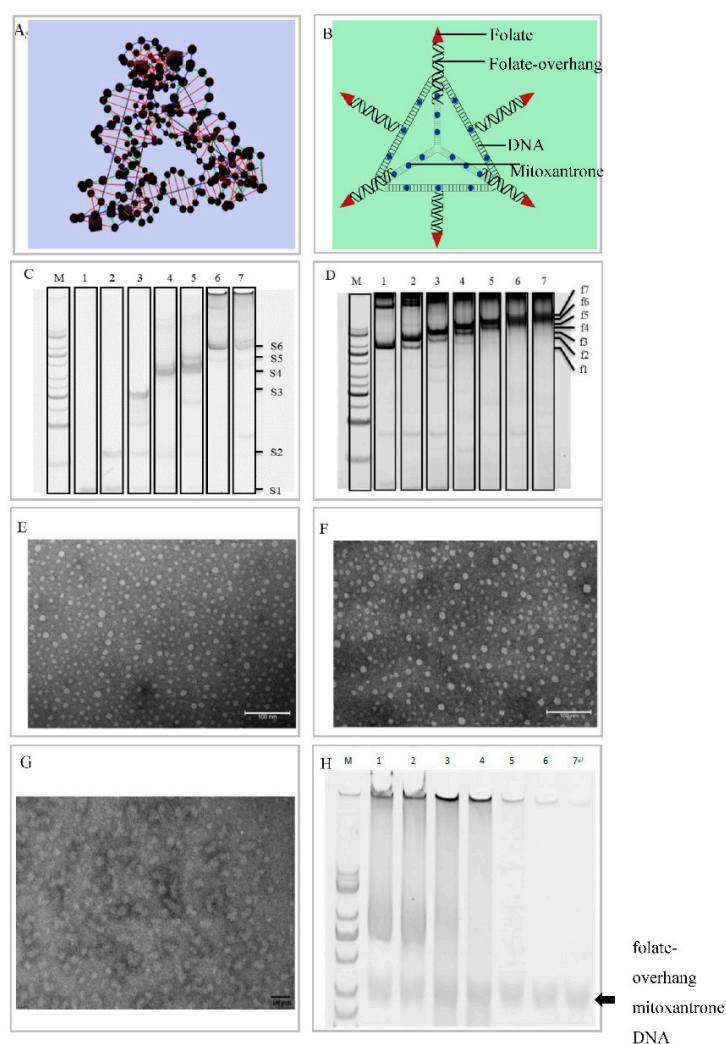 A
B
Folate
Folate-overhang
DNA
Mitoxantrone
C
M 1 2 3 4 5 6 7
S6
S5
S4
S3
S2
S1
D
M 1 2 3 4 5 6 7
f7
f6
f5
f4
f3
f2
f1
E
100 nm
F
100 nm
G
H
M 1 2 3 4 5 6 7↵
folate-
overhang
mitoxantrone
DNA